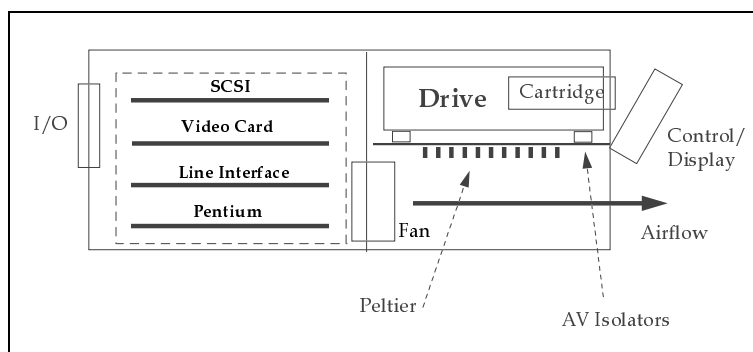 SCSI
Drive
Cartridge
I/O
Video Card
Control/
Display
Line Interface
Pentium
Fan
Airflow
Peltier
AV Isolators